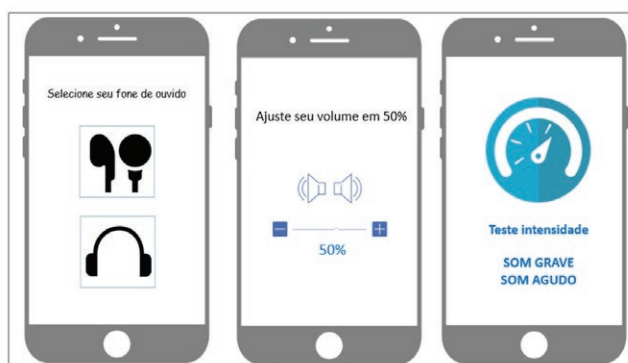 Selecione seu fone de ouvido
Ajuste seu volume em 50%
50%
Teste intensidade
SOM GRAVE
SOM AGUDO